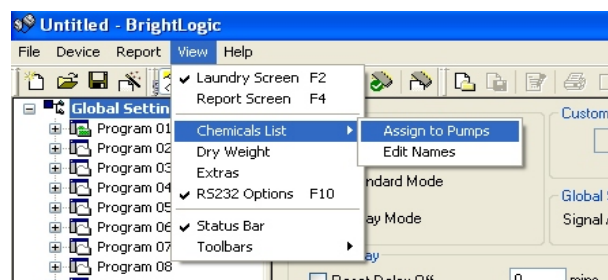 Untitled - BrightLogic
File Device Report View Help
Laundry Screen F2
Report Screen F4
Chemicals List
Assign to Pumps
Edit Names
Dry Weight
Extras
RS232 Options F10
Status Bar
Toolbars
Global Settin
Program 01
Program 02
Program 03
Program 04
Program 05
Program 06
Program 07
Program 08
Custom
ndard Mode
Global
ay Mode
Signal
ay
Reset Delay Off
0
mins